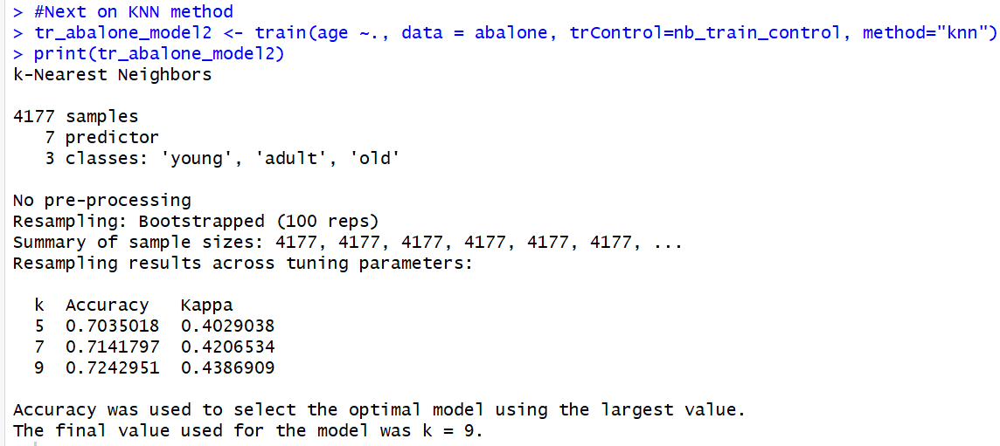 > #Next on KNN method
> tr_abalone_model2 <- train(age ~., data = abalone, trControl=nb_train_control, method="knn")
> print(tr_abalone_model2)
k-Nearest Neighbors
4177 samples
7 predictor
3 classes: 'young', 'adult', 'old'
No pre-processing
Resampling: Bootstrapped (100 reps)
Summary of sample sizes: 4177, 4177, 4177, 4177, 4177, 4177, ...
Resampling results across tuning parameters:
k Accuracy Kappa
5 0.7035018 0.4029038
7 0.7141797 0.4206534
9 0.7242951 0.4386909
Accuracy was used to select the optimal model using the largest value.
The final value used for the model was k = 9.